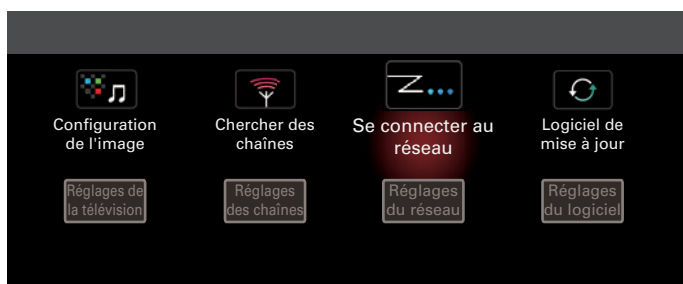 Configuration
de l'image
Chercher des
chaînes
Se connecter au
réseau
Logiciel de
mise à jour
Réglages de
la télévision
Réglages
des chaînes
Réglages
du réseau
Réglages
du logiciel